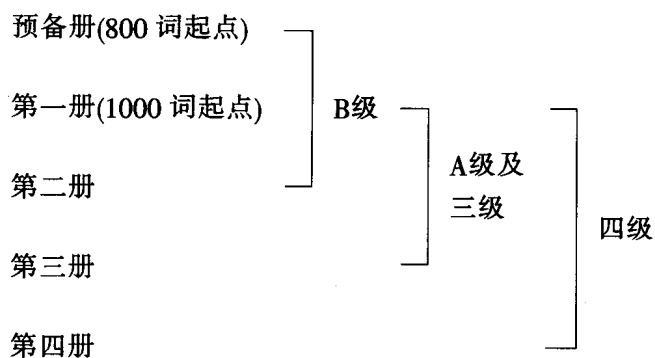 预备册(800 词起点)
第一册(1000 词起点)
B级
第二册
A级及
三级
四级
第三册
第四册